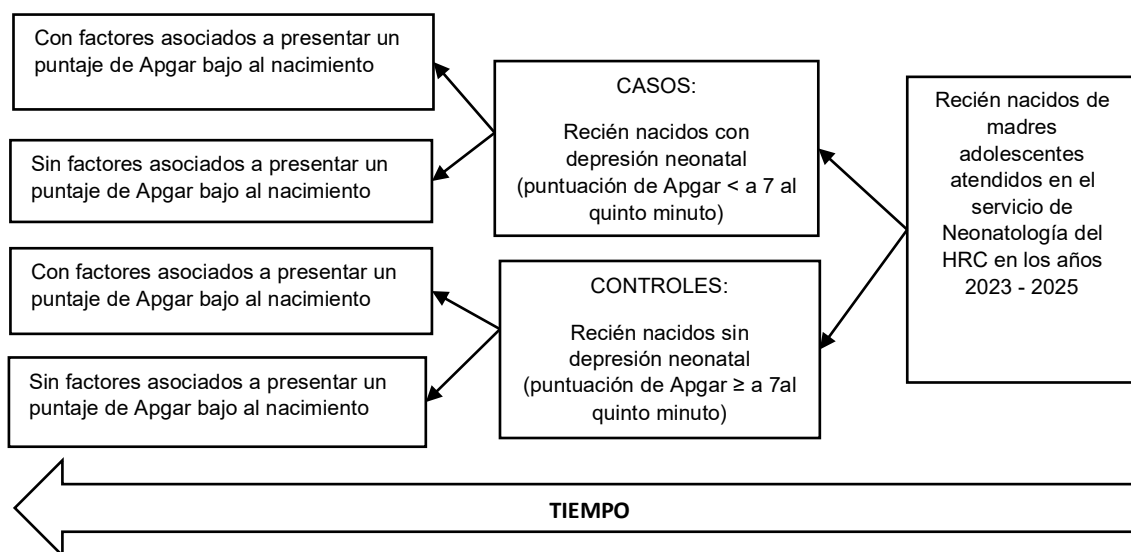 Con factores asociados a presentar un
puntaje de Apgar bajo al nacimiento
Sin factores asociados a presentar un
puntaje de Apgar bajo al nacimiento
Con factores asociados a presentar un
puntaje de Apgar bajo al nacimiento
Sin factores asociados a presentar un
puntaje de Apgar bajo al nacimiento
CASOS:
Recién nacidos con
depresión neonatal
(puntuación de Apgar < a 7 al
quinto minuto)
CONTROLES:
Recién nacidos sin
depresión neonatal
(puntuación de Apgar ≥ a 7al
quinto minuto)
Recién nacidos de
madres
adolescentes
atendidos en el
servicio de
Neonatología del
HRC en los años
2023 - 2025
TIEMPO